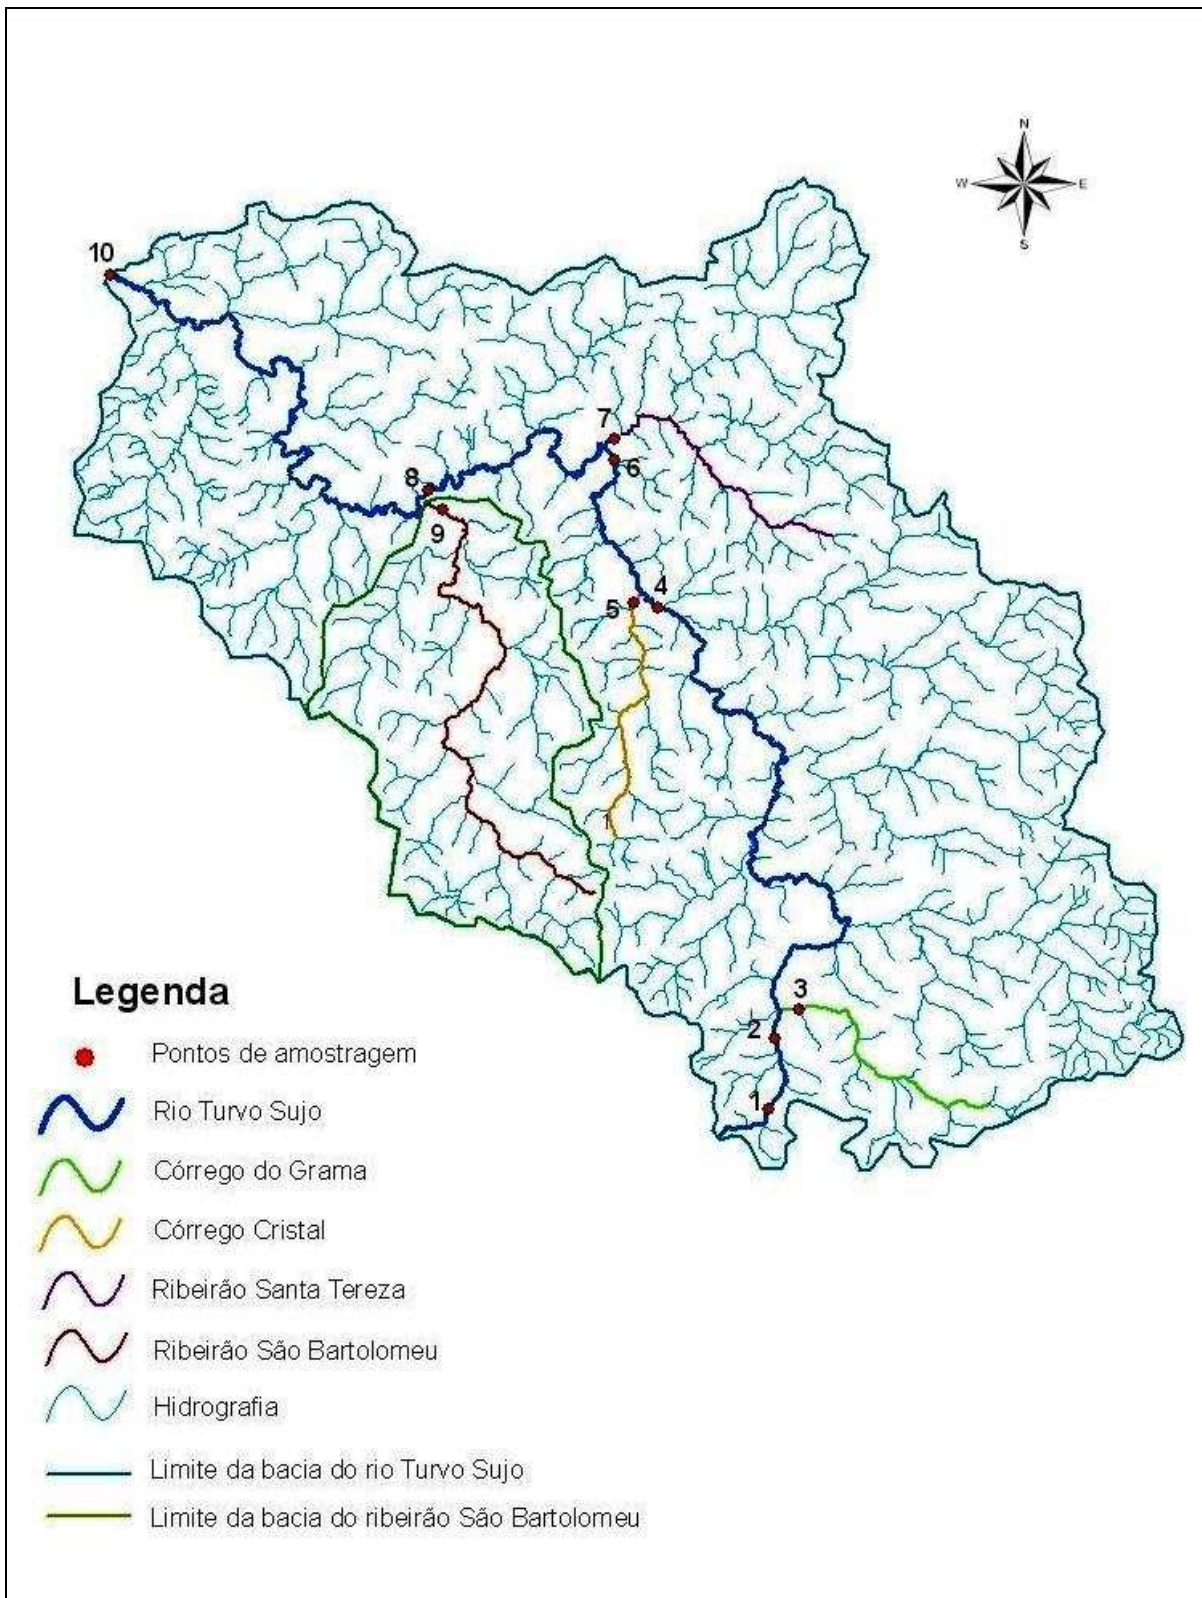 N
W E
S
10
7
6
8
9
4
5
3
2
1
Legenda
Pontos de amostragem
Rio Turvo Sujo
Córrego do Grama
Córrego Cristal
Ribeirão Santa Tereza
Ribeirão São Bartolomeu
Hidrografia
Limite da bacia do rio Turvo Sujo
Limite da bacia do ribeirão São Bartolomeu